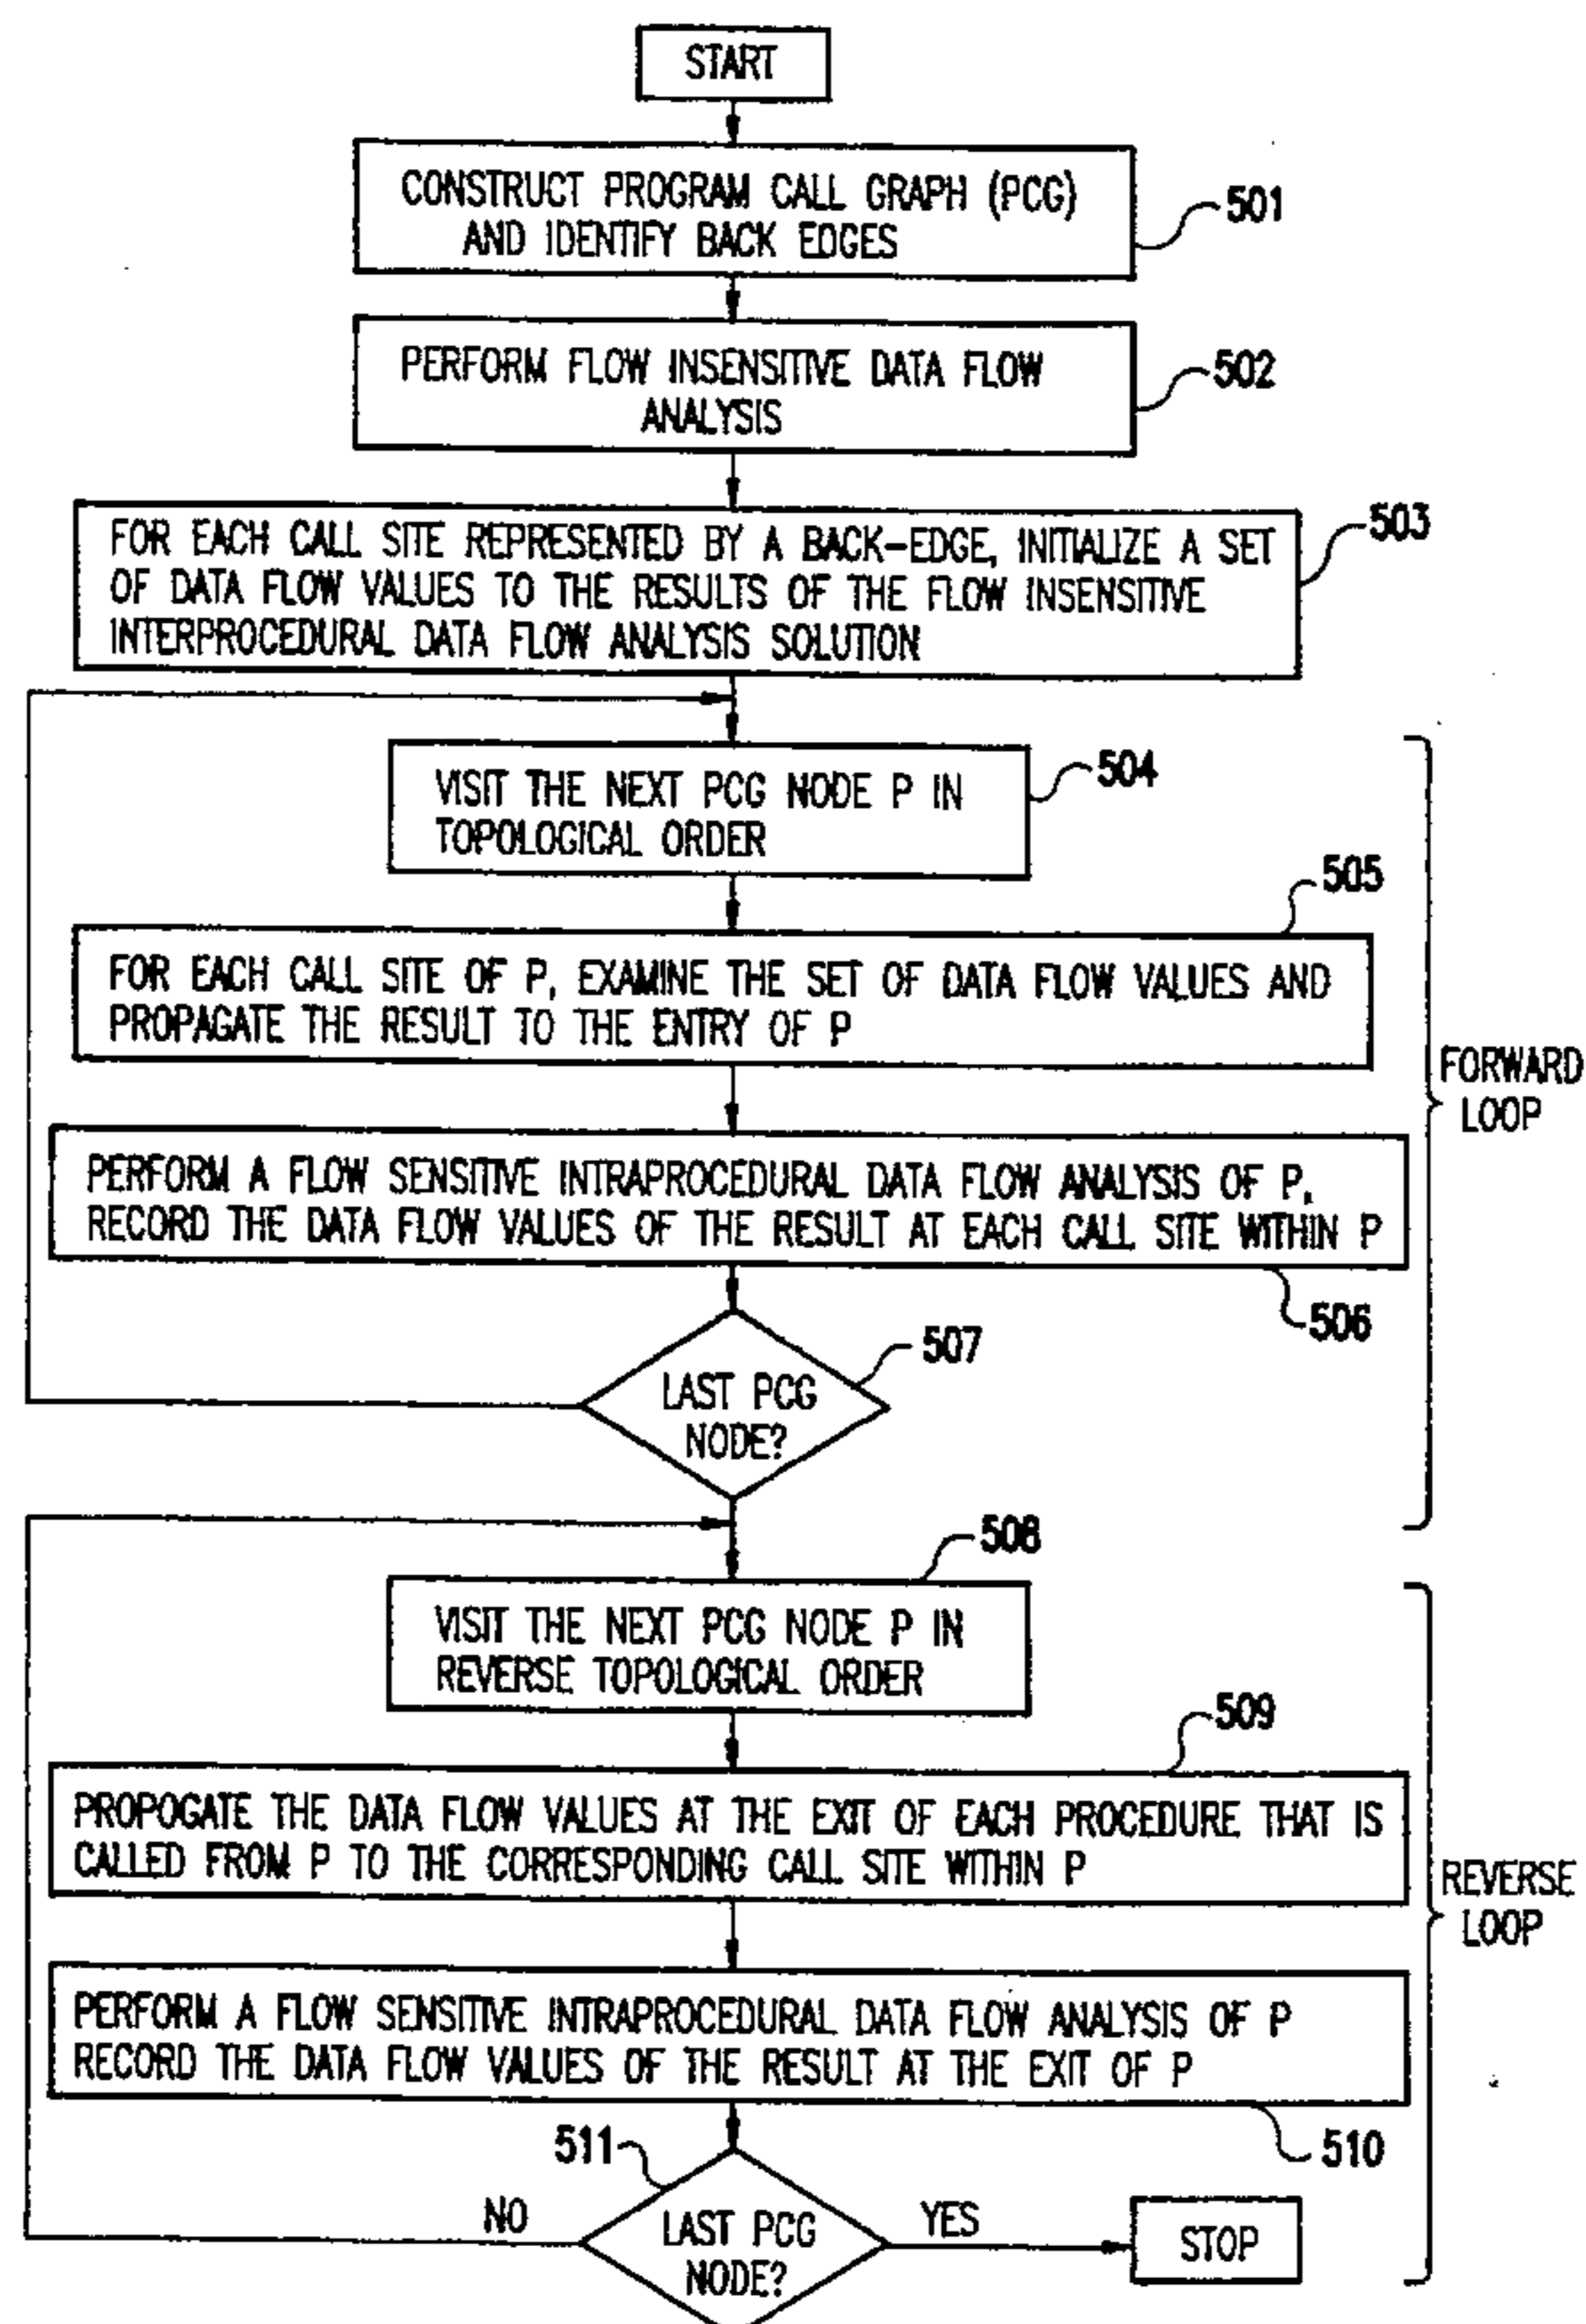 START
CONSTRUCT PROGRAM CALL GRAPH (PCG)
AND IDENTIFY BACK EDGES
501
PERFORM FLOW INSENSITIVE DATA FLOW
ANALYSIS
502
FOR EACH CALL SITE REPRESENTED BY A BACK-EDGE, INITIALIZE A SET
OF DATA FLOW VALUES TO THE RESULTS OF THE FLOW INSENSITIVE
INTERPROCEDURAL DATA FLOW ANALYSIS SOLUTION
503
VISIT THE NEXT PCG NODE P IN
TOPOLOGICAL ORDER
504
505
FOR EACH CALL SITE OF P, EXAMINE THE SET OF DATA FLOW VALUES AND
PROPAGATE THE RESULT TO THE ENTRY OF P
FORWARD
LOOP
PERFORM A FLOW SENSITIVE INTRAPROCEDURAL DATA FLOW ANALYSIS OF P,
RECORD THE DATA FLOW VALUES OF THE RESULT AT EACH CALL SITE WITHIN P
506
507
LAST PCG
NODE?
508
VISIT THE NEXT PCG NODE P IN
REVERSE TOPOLOGICAL ORDER
509
PROPOGATE THE DATA FLOW VALUES AT THE EXIT OF EACH PROCEDURE THAT IS
CALLED FROM P TO THE CORRESPONDING CALL SITE WITHIN P
REVERSE
LOOP
PERFORM A FLOW SENSITIVE INTRAPROCEDURAL DATA FLOW ANALYSIS OF P
RECORD THE DATA FLOW VALUES OF THE RESULT AT THE EXIT OF P
510
511
NO
LAST PCG
NODE?
YES
STOP